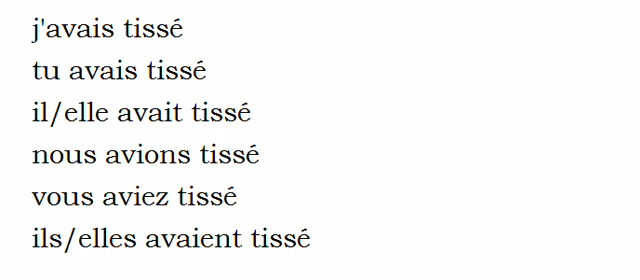 j'avais tissé
tu avais tissé
il/elle avait tissé
nous avions tissé
vous aviez tissé
ils/elles avaient tissé